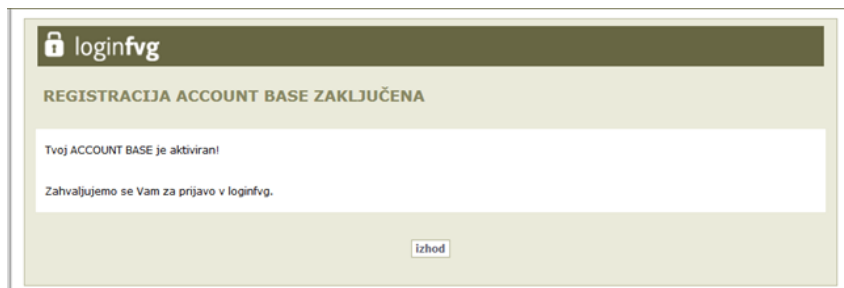 loginfvg
REGISTRACIJA ACCOUNT BASE ZAKLJUČENA
Tvoj ACCOUNT BASE je aktiviran!
Zahvaljujemo se Vam za prijavo v loginfvg.
izhod